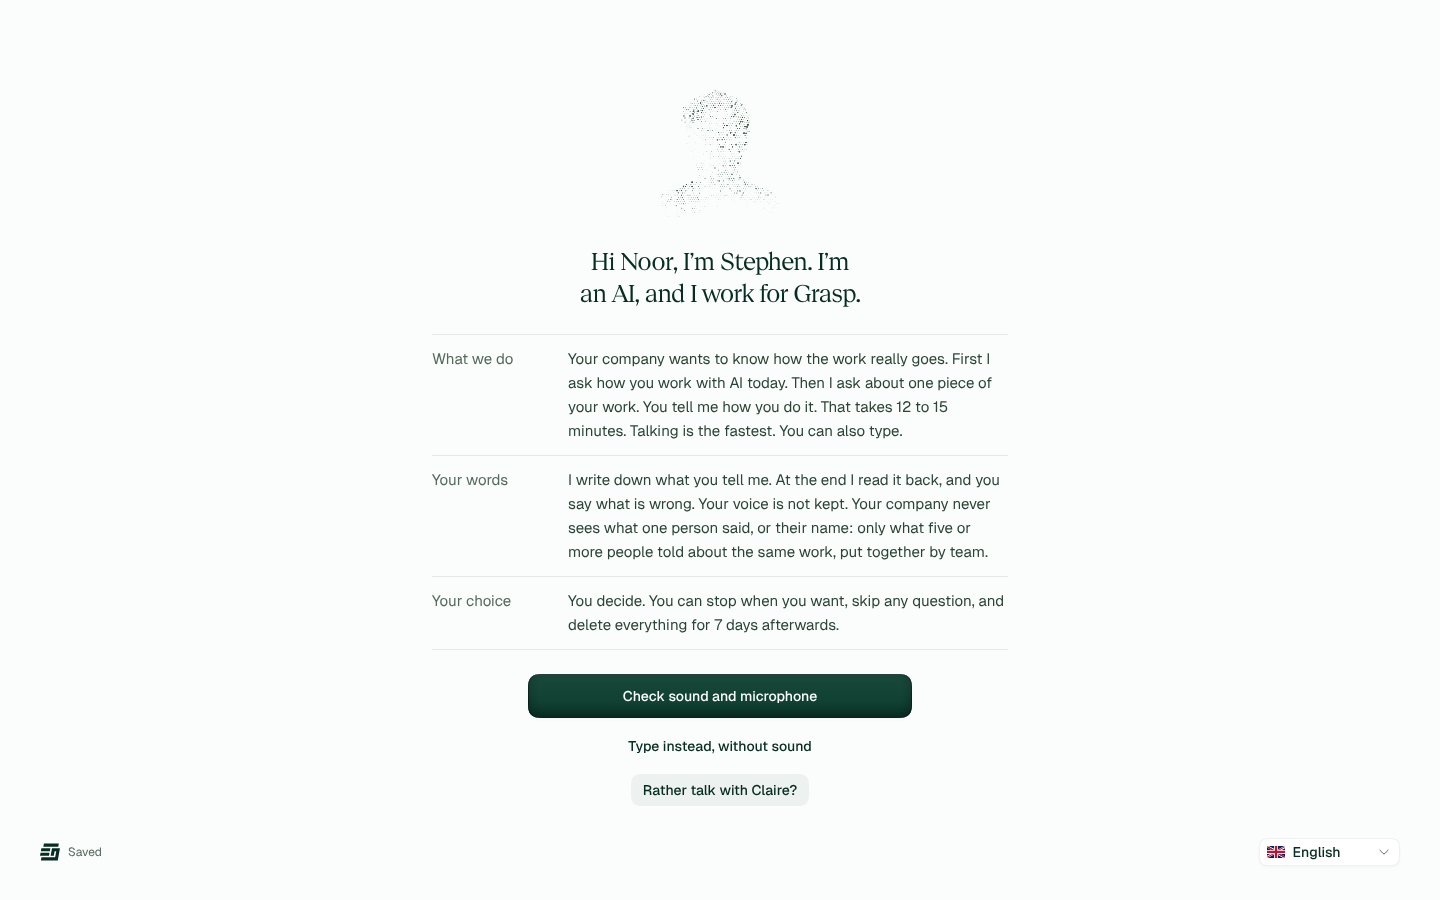 Hi Noor, I’m Stephen. I’m
an AI, and I work for Grasp.
What we do
Your company wants to know how the work really goes. First I
ask how you work with AI today. Then I ask about one piece of
your work. You tell me how you do it. That takes 12 to 15
minutes. Talking is the fastest. You can also type.
Your words
I write down what you tell me. At the end I read it back, and you
say what is wrong. Your voice is not kept. Your company never
sees what one person said, or their name: only what five or
more people told about the same work, put together by team.
Your choice
You decide. You can stop when you want, skip any question, and
delete everything for 7 days afterwards.
Check sound and microphone
Type instead, without sound
Rather talk with Claire?
Saved
English